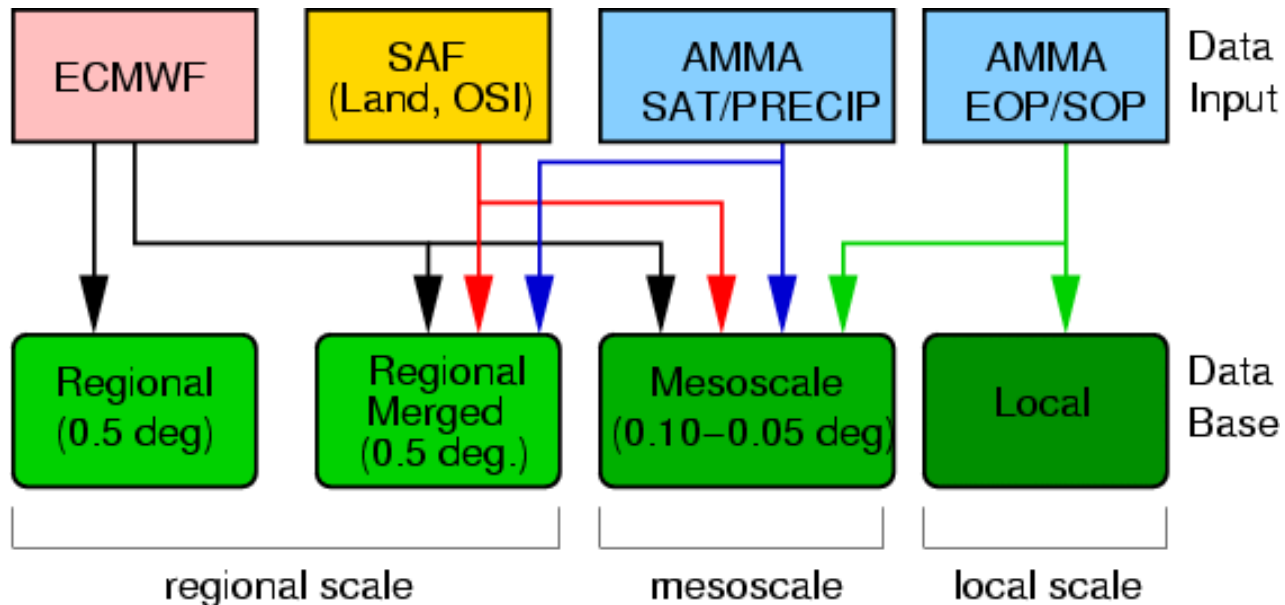 ECMWF
SAF
(Land, OSI)
AMMA
SAT/PRECIP
AMMA
EOP/SOP
Data
Input
Regional
(0.5 deg)
Regional
Merged
(0.5 deg.)
Mesoscale
(0.10−0.05 deg)
Local
Data
Base
regional scale
mesoscale
local scale